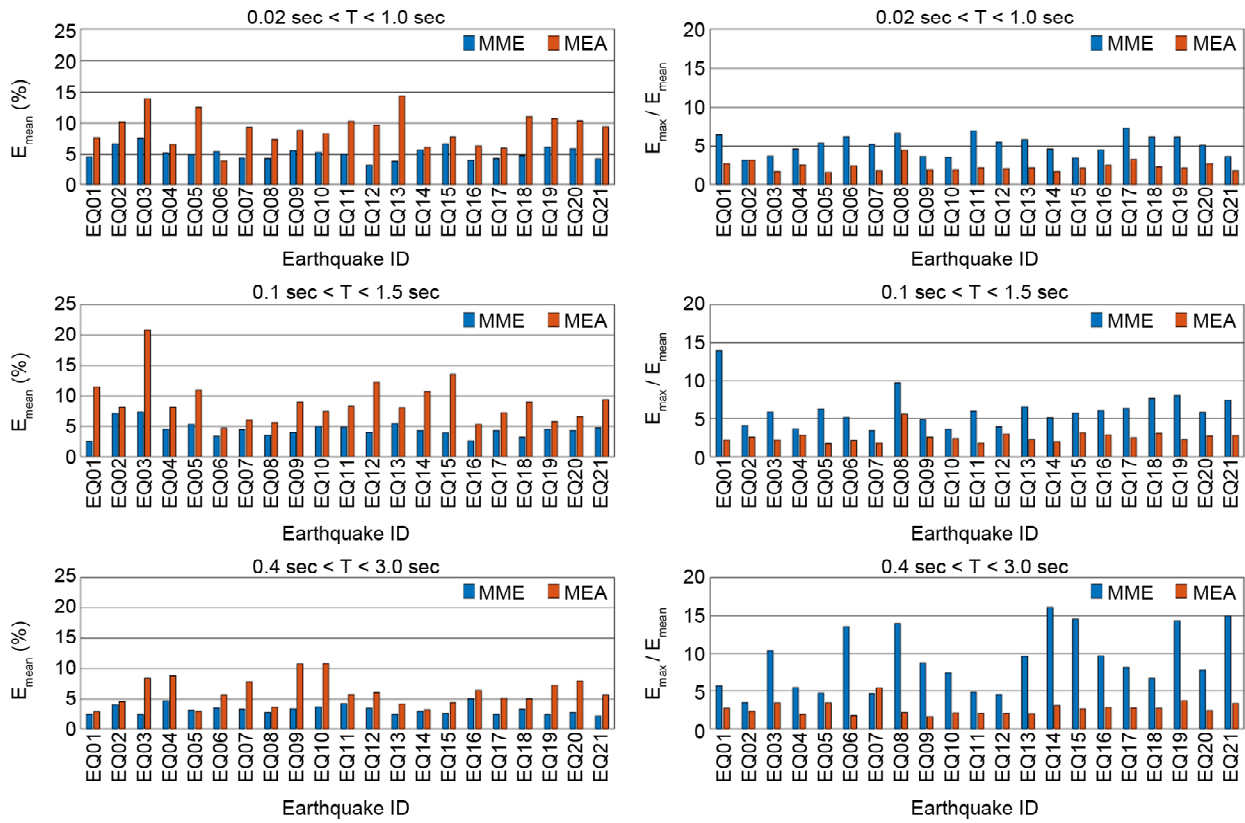 0.02 sec < T < 1.0 sec
25
20
15
10
5
0
E_mean (%)
MME MEA
EQ01 EQ02 EQ03 EQ04 EQ05 EQ06 EQ07 EQ08 EQ09 EQ10 EQ11 EQ12 EQ13 EQ14 EQ15 EQ16 EQ17 EQ18 EQ19 EQ20 EQ21
Earthquake ID
0.02 sec < T < 1.0 sec
20
15
10
5
0
E_max / E_mean
MME MEA
EQ01 EQ02 EQ03 EQ04 EQ05 EQ06 EQ07 EQ08 EQ09 EQ10 EQ11 EQ12 EQ13 EQ14 EQ15 EQ16 EQ17 EQ18 EQ19 EQ20 EQ21
Earthquake ID
0.1 sec < T < 1.5 sec
25
20
15
10
5
0
E_mean (%)
MME MEA
EQ01 EQ02 EQ03 EQ04 EQ05 EQ06 EQ07 EQ08 EQ09 EQ10 EQ11 EQ12 EQ13 EQ14 EQ15 EQ16 EQ17 EQ18 EQ19 EQ20 EQ21
Earthquake ID
0.1 sec < T < 1.5 sec
20
15
10
5
0
E_max / E_mean
MME MEA
EQ01 EQ02 EQ03 EQ04 EQ05 EQ06 EQ07 EQ08 EQ09 EQ10 EQ11 EQ12 EQ13 EQ14 EQ15 EQ16 EQ17 EQ18 EQ19 EQ20 EQ21
Earthquake ID
0.4 sec < T < 3.0 sec
25
20
15
10
5
0
E_mean (%)
MME MEA
EQ01 EQ02 EQ03 EQ04 EQ05 EQ06 EQ07 EQ08 EQ09 EQ10 EQ11 EQ12 EQ13 EQ14 EQ15 EQ16 EQ17 EQ18 EQ19 EQ20 EQ21
Earthquake ID
0.4 sec < T < 3.0 sec
20
15
10
5
0
E_max / E_mean
MME MEA
EQ01 EQ02 EQ03 EQ04 EQ05 EQ06 EQ07 EQ08 EQ09 EQ10 EQ11 EQ12 EQ13 EQ14 EQ15 EQ16 EQ17 EQ18 EQ19 EQ20 EQ21
Earthquake ID